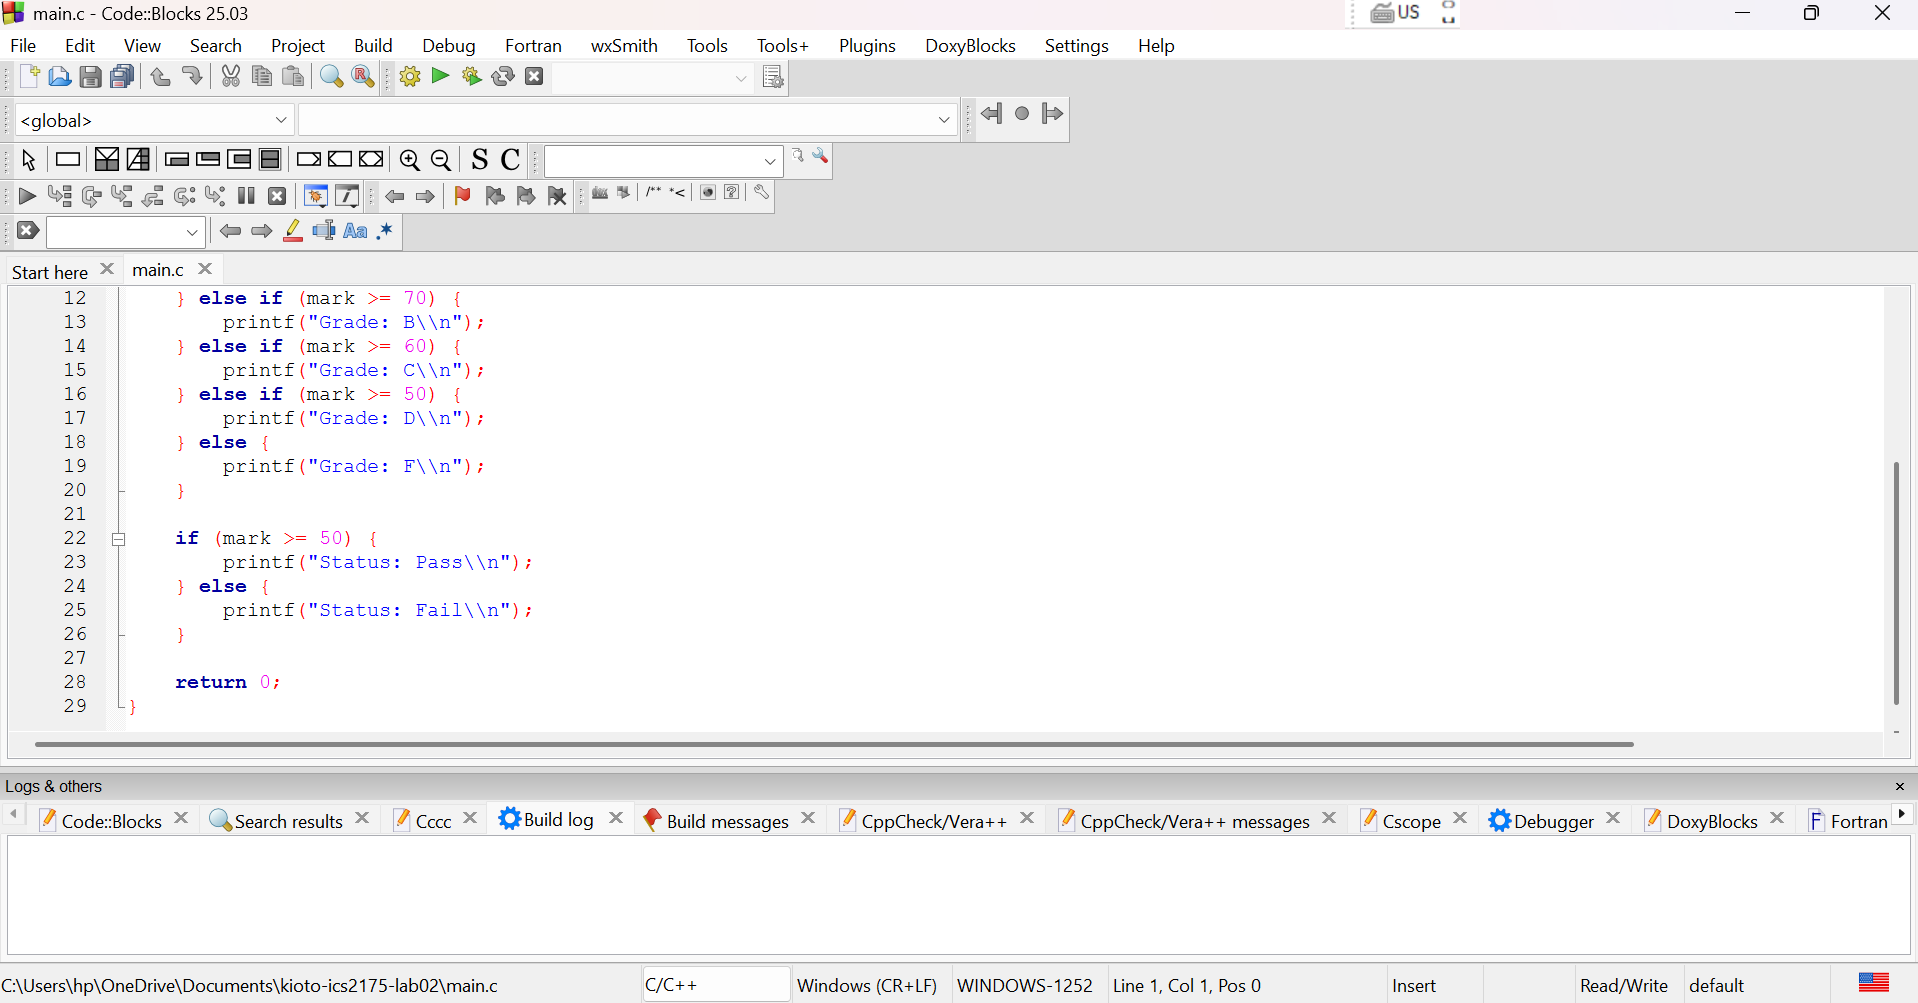 main.c - Code::Blocks 25.03
US
File Edit View Search Project Build Debug Fortran wxSmith Tools Tools+ Plugins DoxyBlocks Settings Help
<global>
S C
/** *<
Aa .*
Start here main.c
12 } else if (mark >= 70) {
13 printf("Grade: B\\n");
14 } else if (mark >= 60) {
15 printf("Grade: C\\n");
16 } else if (mark >= 50) {
17 printf("Grade: D\\n");
18 } else {
19 printf("Grade: F\\n");
20 }
21
22 if (mark >= 50) {
23 printf("Status: Pass\\n");
24 } else {
25 printf("Status: Fail\\n");
26 }
27
28 return 0;
29 }
Logs & others
Code::Blocks Search results Cccc Build log Build messages CppCheck/Vera++ CppCheck/Vera++ messages Cscope Debugger DoxyBlocks Fortran
C:\Users\hp\OneDrive\Documents\kioto-ics2175-lab02\main.c C/C++ Windows (CR+LF) WINDOWS-1252 Line 1, Col 1, Pos 0 Insert Read/Write default